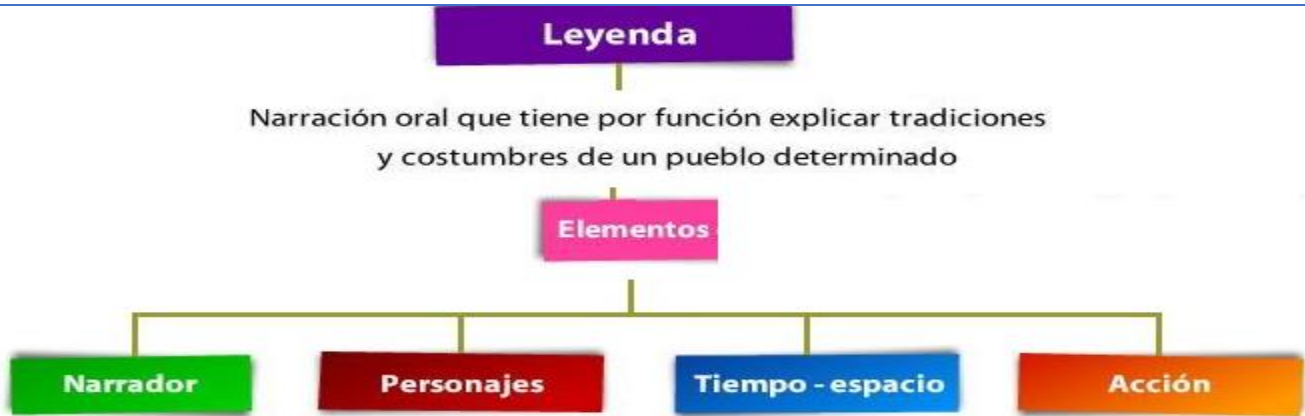 Leyenda
Narración oral que tiene por función explicar tradiciones
y costumbres de un pueblo determinado
Elementos
Narrador
Personajes
Tiempo - espacio
Acción